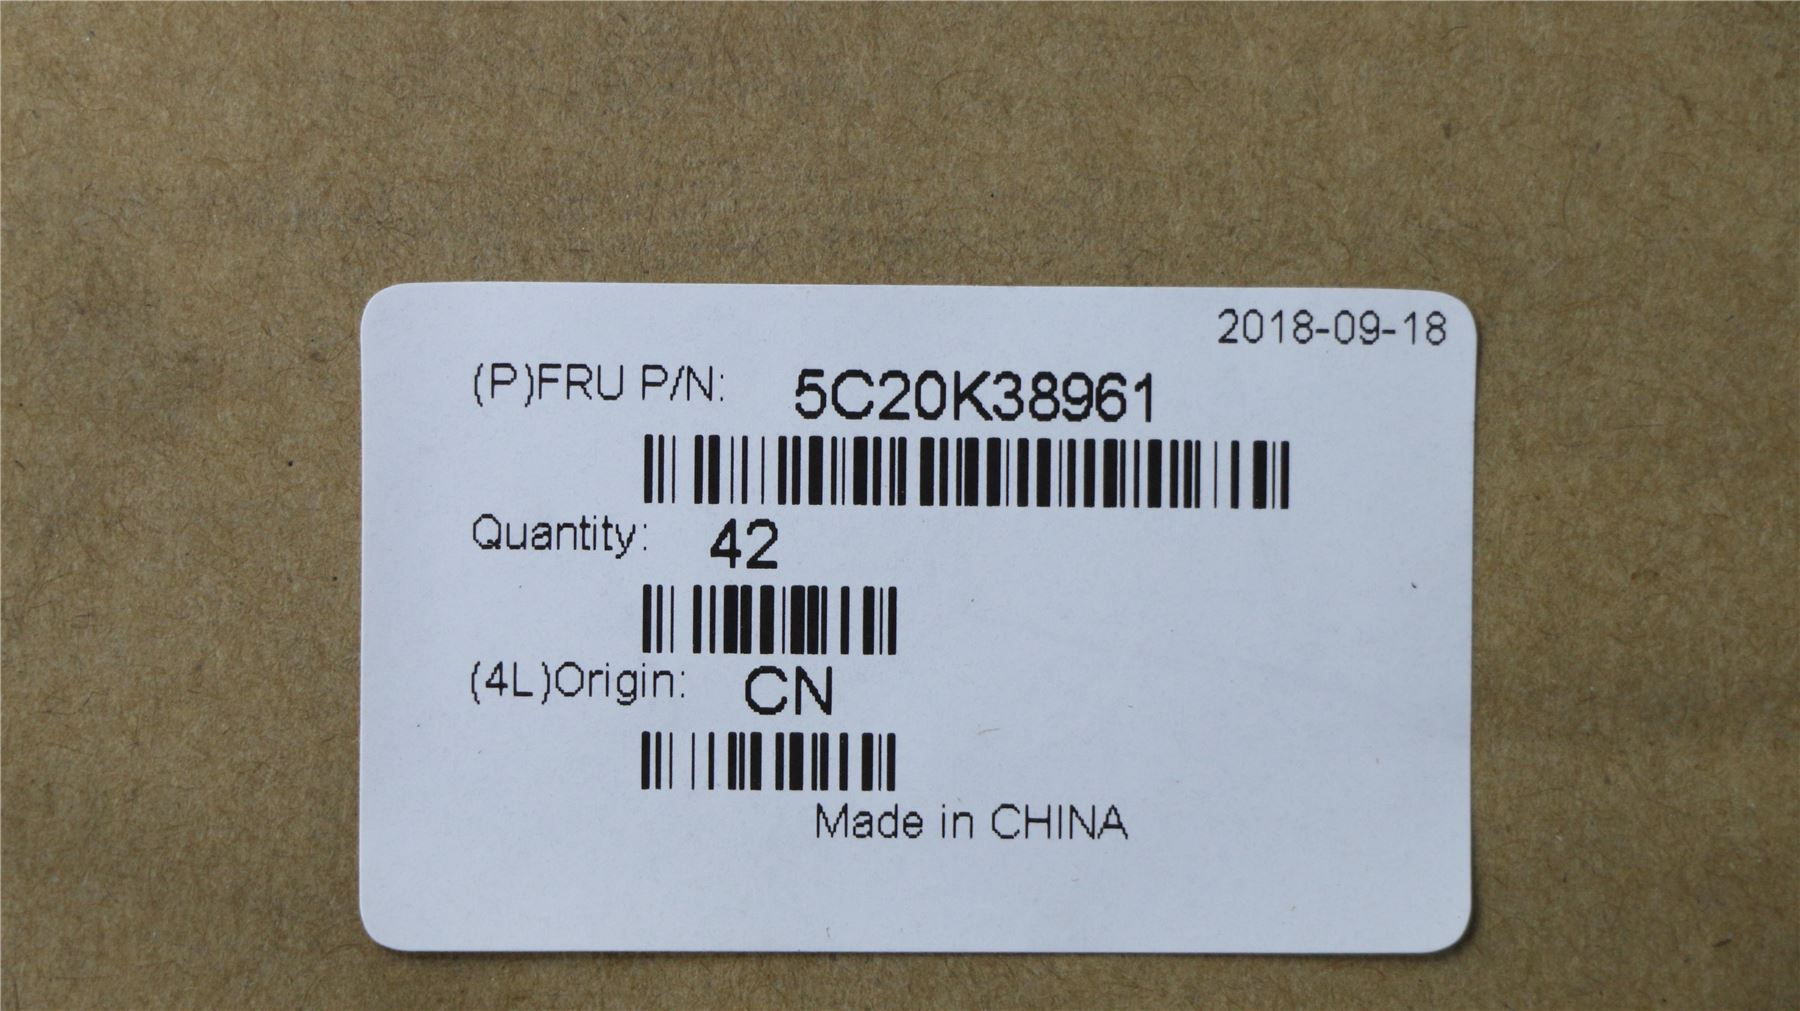 2018-09-18
(P)FRU P/N: 5C20K38961
Quantity: 42
(4L)Origin: CN
Made in CHINA